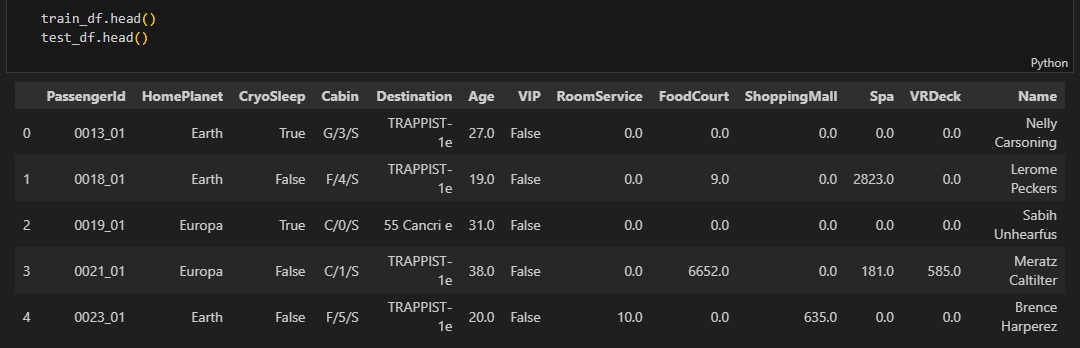 train_df.head()
test_df.head()
Python
PassengerId HomePlanet CryoSleep Cabin Destination Age VIP RoomService FoodCourt ShoppingMall Spa VRDeck Name
0 0013_01 Earth True G/3/S TRAPPIST-1e 27.0 False 0.0 0.0 0.0 0.0 0.0 Nelly Carsoning
1 0018_01 Earth False F/4/S TRAPPIST-1e 19.0 False 0.0 9.0 0.0 2823.0 0.0 Lerome Peckers
2 0019_01 Europa True C/0/S 55 Cancri e 31.0 False 0.0 0.0 0.0 0.0 0.0 Sabih Unhearfus
3 0021_01 Europa False C/1/S TRAPPIST-1e 38.0 False 0.0 6652.0 0.0 181.0 585.0 Meratz Caltilter
4 0023_01 Earth False F/5/S TRAPPIST-1e 20.0 False 10.0 0.0 635.0 0.0 0.0 Brence Harperez